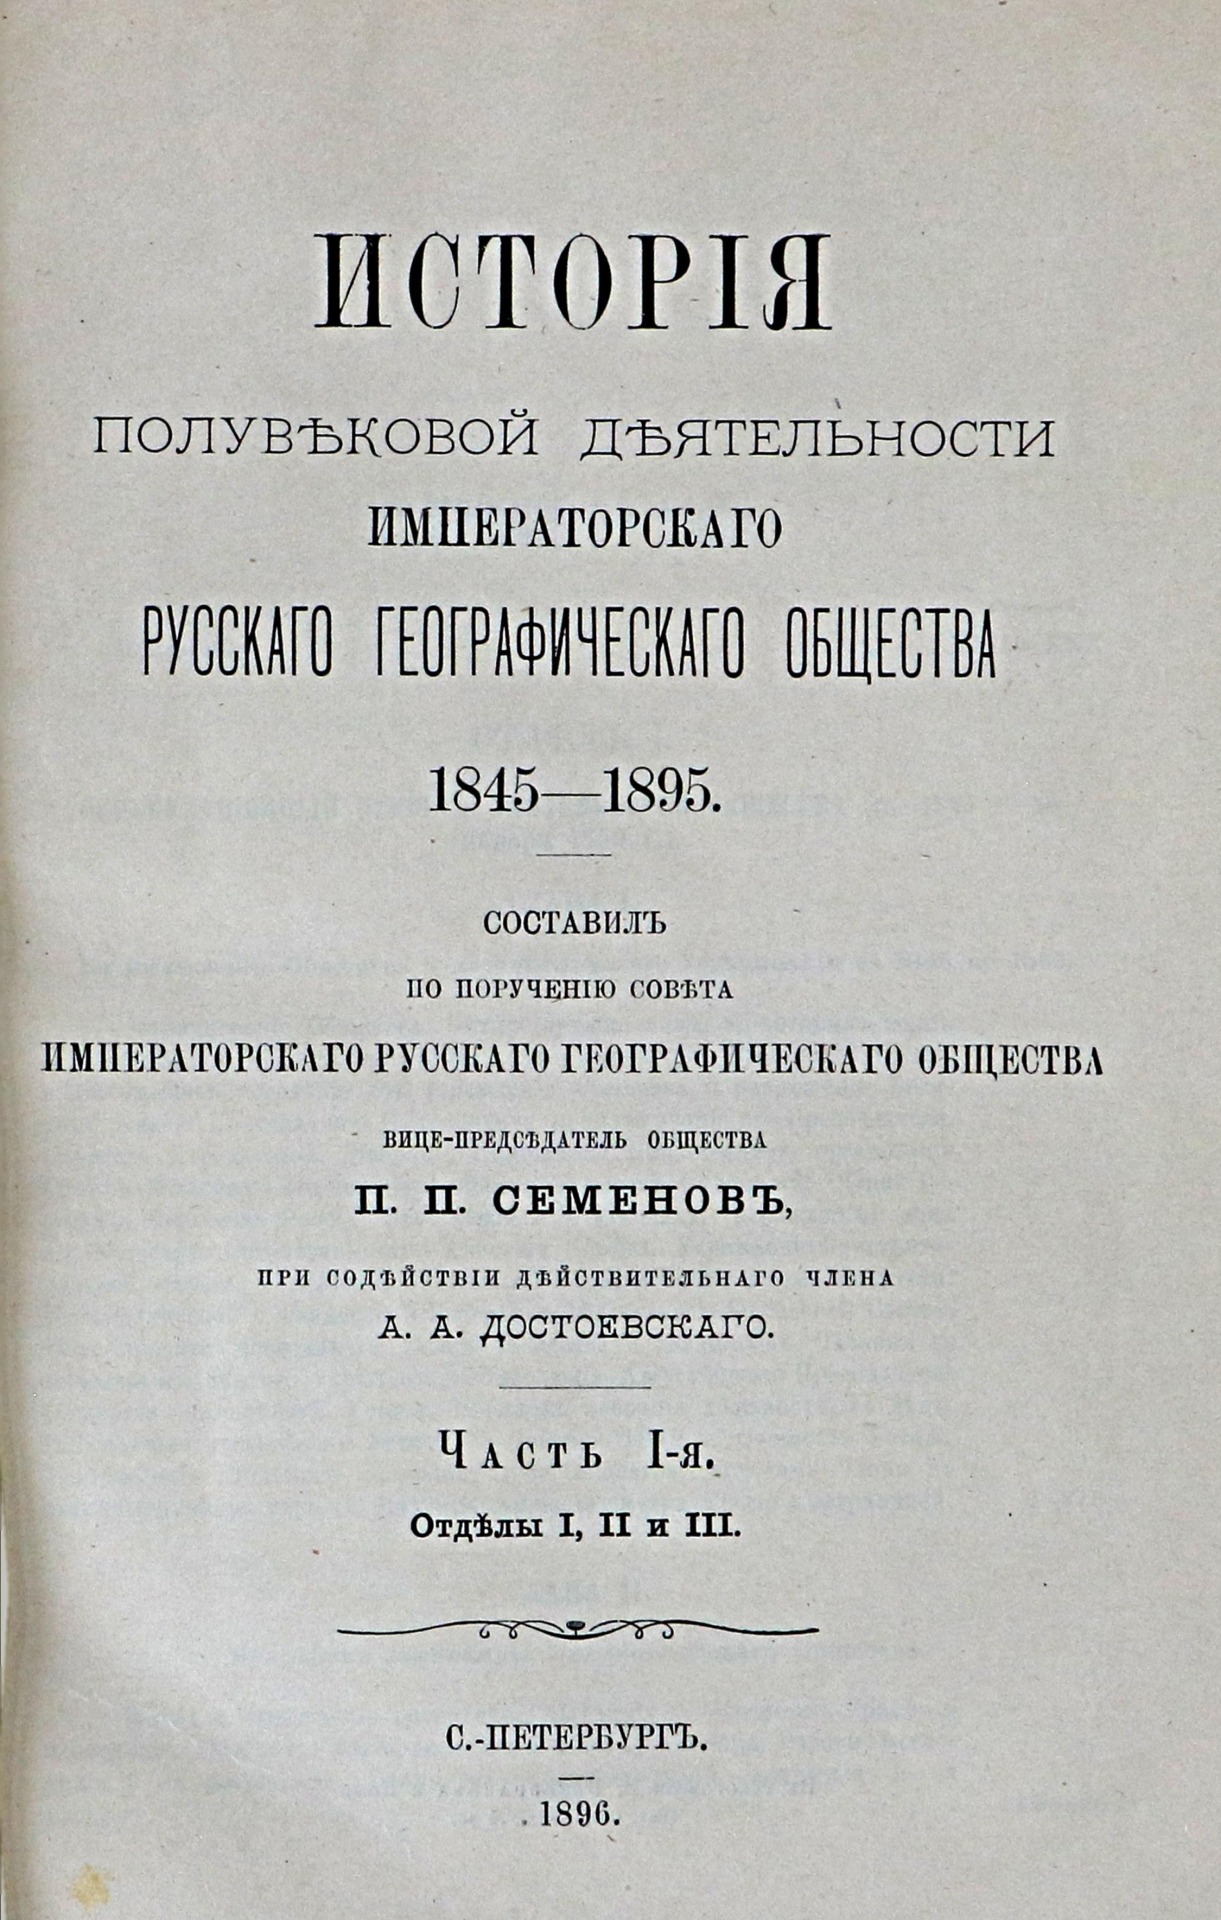 ИСТОРІЯ
ПОЛУВѢКОВОЙ ДѢЯТЕЛЬНОСТИ
ИМПЕРАТОРСКАГО
РУССКАГО ГЕОГРАФИЧЕСКАГО ОБЩЕСТВА
1845—1895.
СОСТАВИЛЪ
ПО ПОРУЧЕНІЮ СОВѢТА
ИМПЕРАТОРСКАГО РУССКАГО ГЕОГРАФИЧЕСКАГО ОБЩЕСТВА
ВИЦЕ-ПРЕДСѢДАТЕЛЬ ОБЩЕСТВА
П. П. СЕМЕНОВЪ,
ПРИ СОДѢЙСТВІИ ДѢЙСТВИТЕЛЬНАГО ЧЛЕНА
А. А. ДОСТОЕВСКАГО.
Часть I-я.
Отдѣлы I, II и III.
С.-ПЕТЕРБУРГЪ.
1896.